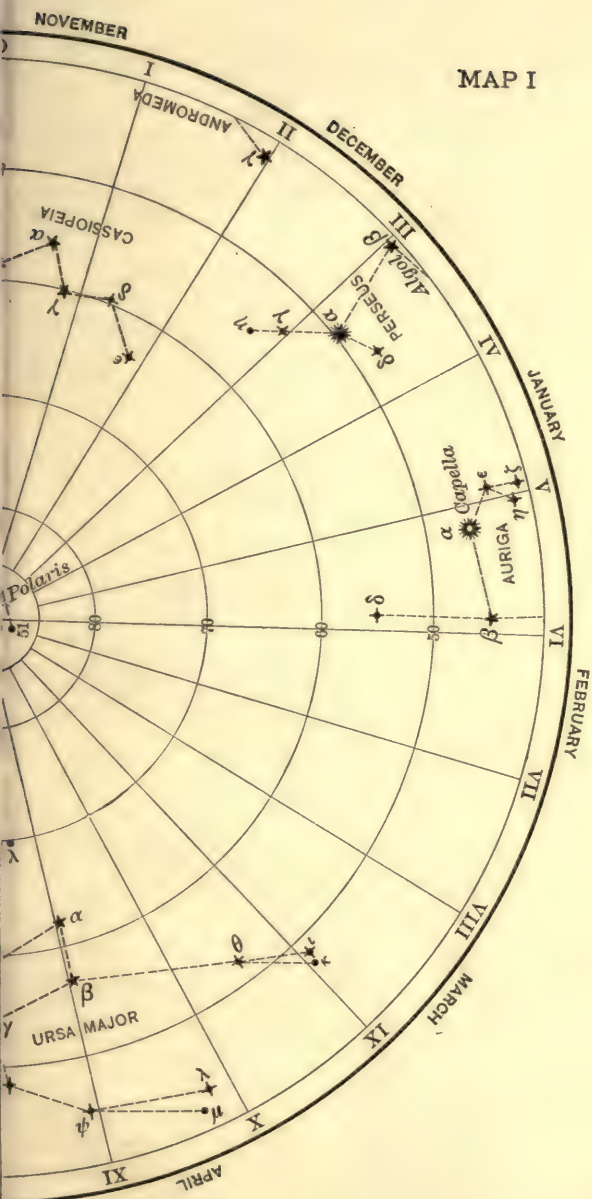 MAP I
NOVEMBER
DECEMBER
JANUARY
FEBRUARY
MARCH
APRIL
I
II
III
IV
V
VI
VII
VIII
IX
X
XI
ANDROMEDA
γ
CASSIOPEIA
α
γ
δ
ε
β
Algol
PERSEUS
η
γ
α
δ
α Capella
ε
ζ
η
AURIGA
δ
β
Polaris
51
80
70
60
50
λ
α
β
γ
URSA MAJOR
θ
ι
κ
λ
μ
ψ